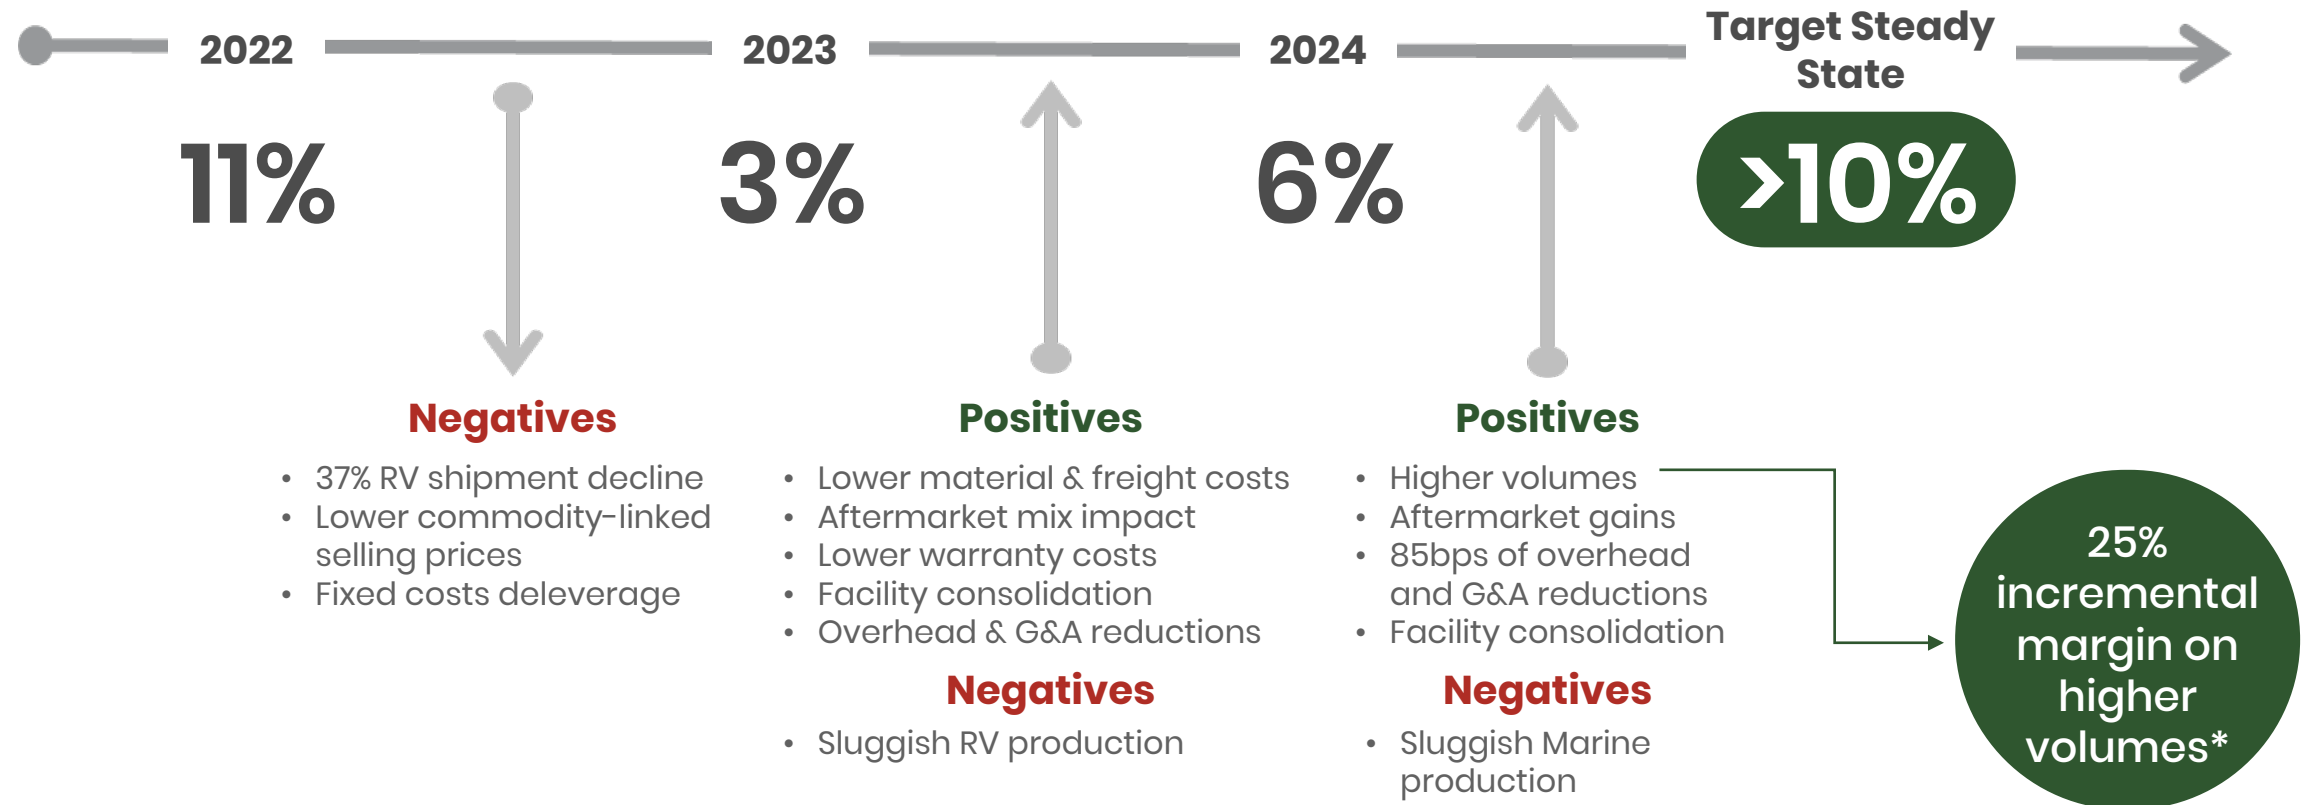 2022
2023
2024
Target Steady
State
11%
3%
6%
>10%
Negatives
• 37% RV shipment decline
• Lower commodity-linked
selling prices
• Fixed costs deleverage
Positives
• Lower material & freight costs
• Aftermarket mix impact
• Lower warranty costs
• Facility consolidation
• Overhead & G&A reductions
Negatives
• Sluggish RV production
Positives
• Higher volumes
• Aftermarket gains
• 85bps of overhead
and G&A reductions
• Facility consolidation
Negatives
• Sluggish Marine
production
25%
incremental
margin on
higher
volumes*